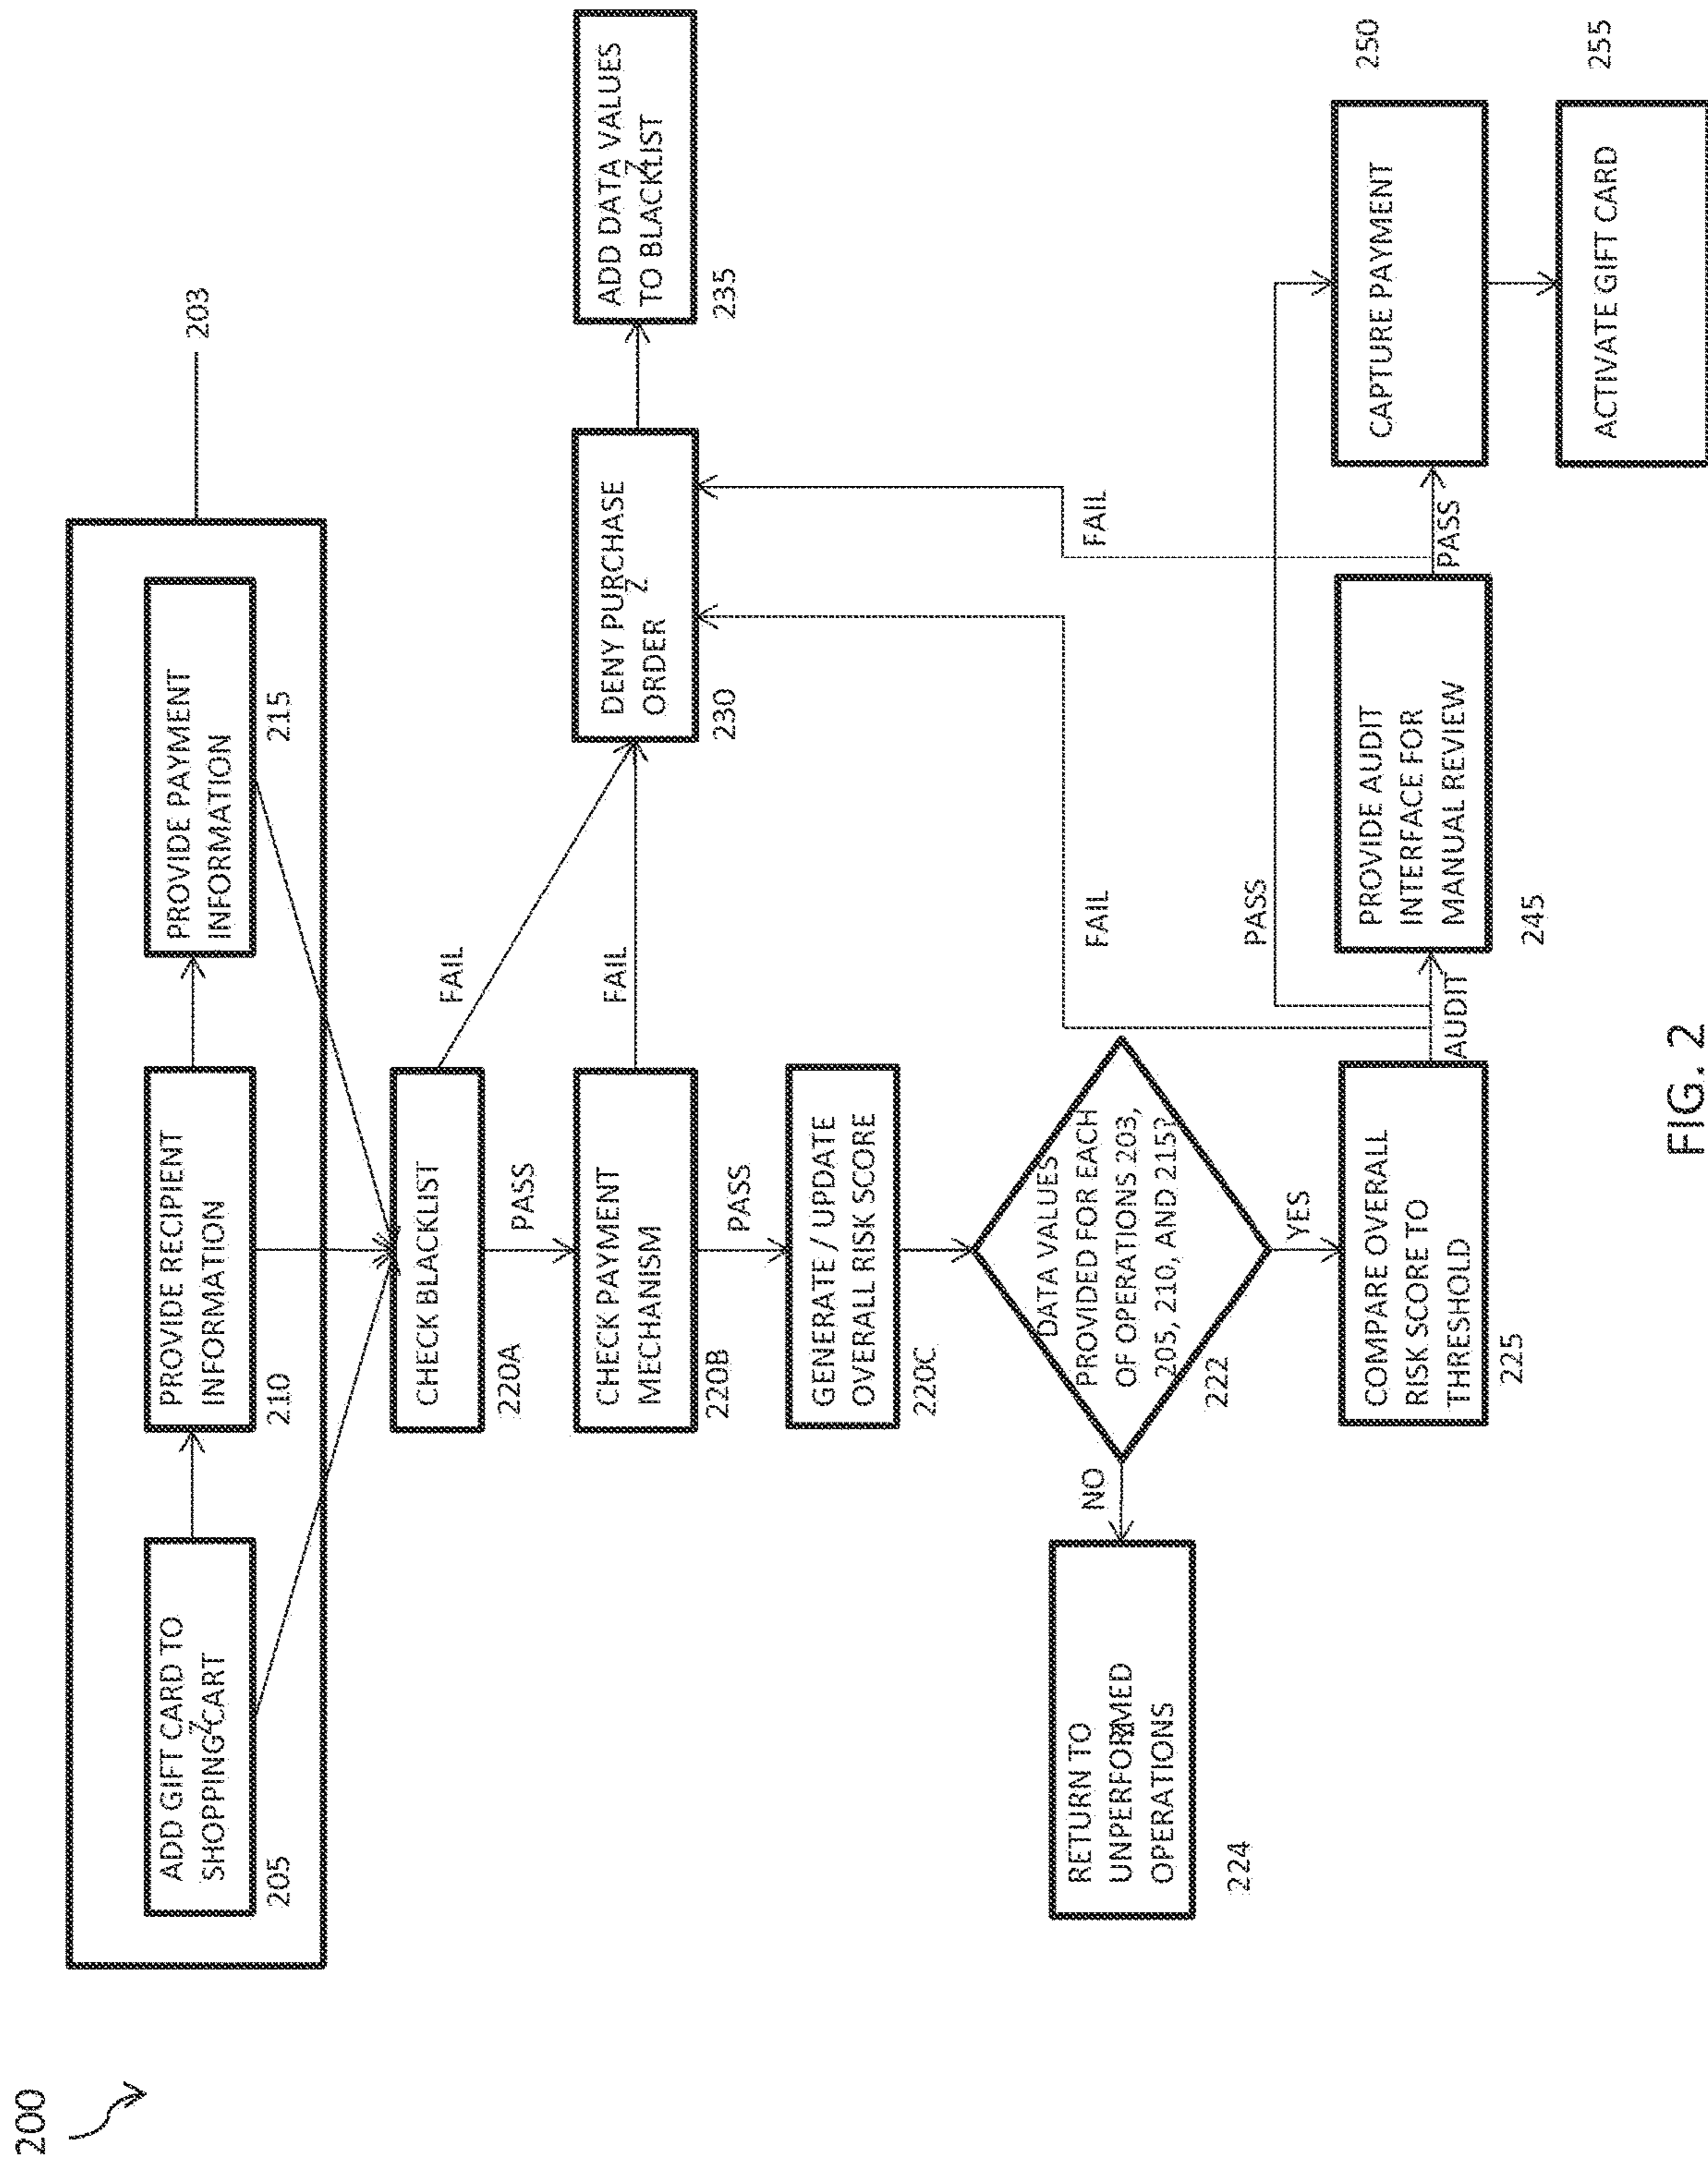 200
203
ADD GIFT CARD TO
SHOPPING CART
205
PROVIDE RECIPIENT
INFORMATION
210
PROVIDE PAYMENT
INFORMATION
215
CHECK BLACKLIST
220A
FAIL
PASS
CHECK PAYMENT
MECHANISM
220B
FAIL
PASS
DENY PURCHASE
ORDER
230
ADD DATA VALUES
TO BLACKLIST
235
GENERATE / UPDATE
OVERALL RISK SCORE
220C
DATA VALUES
PROVIDED FOR EACH
OF OPERATIONS 203,
205, 210, AND 215?
222
NO
YES
RETURN TO
UNPERFORMED
OPERATIONS
224
COMPARE OVERALL
RISK SCORE TO
THRESHOLD
225
FAIL
PASS
AUDIT
PROVIDE AUDIT
INTERFACE FOR
MANUAL REVIEW
245
FAIL
PASS
CAPTURE PAYMENT
250
ACTIVATE GIFT CARD
255
FIG. 2